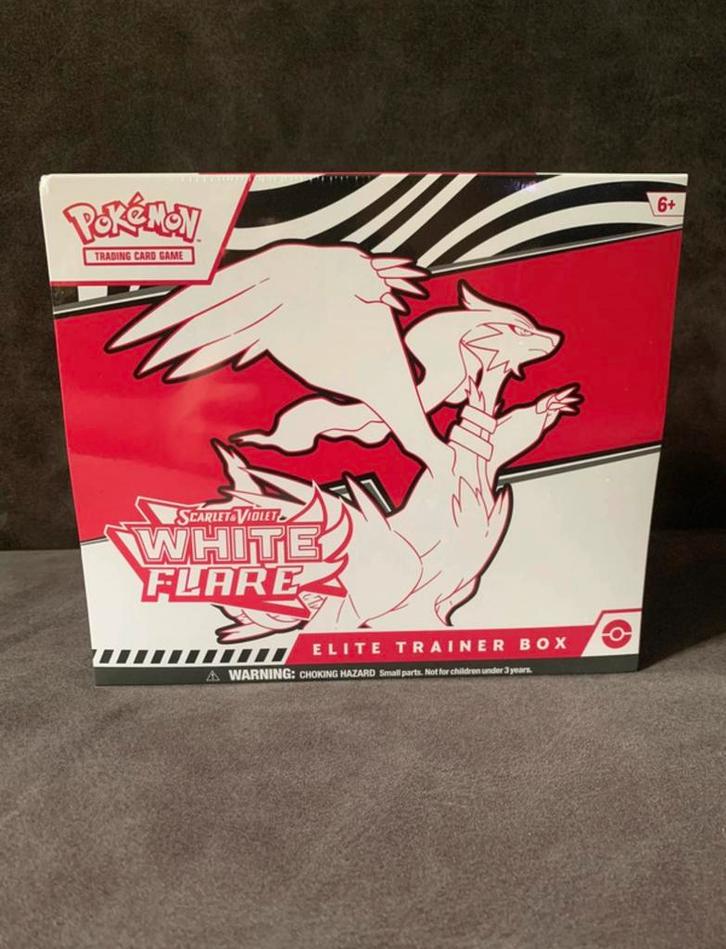 POKéMON
TRADING CARD GAME
6+
SCARLET & VIOLET
WHITE
FLARE
ELITE TRAINER BOX
WARNING: CHOKING HAZARD Small parts. Not for children under 3 years.